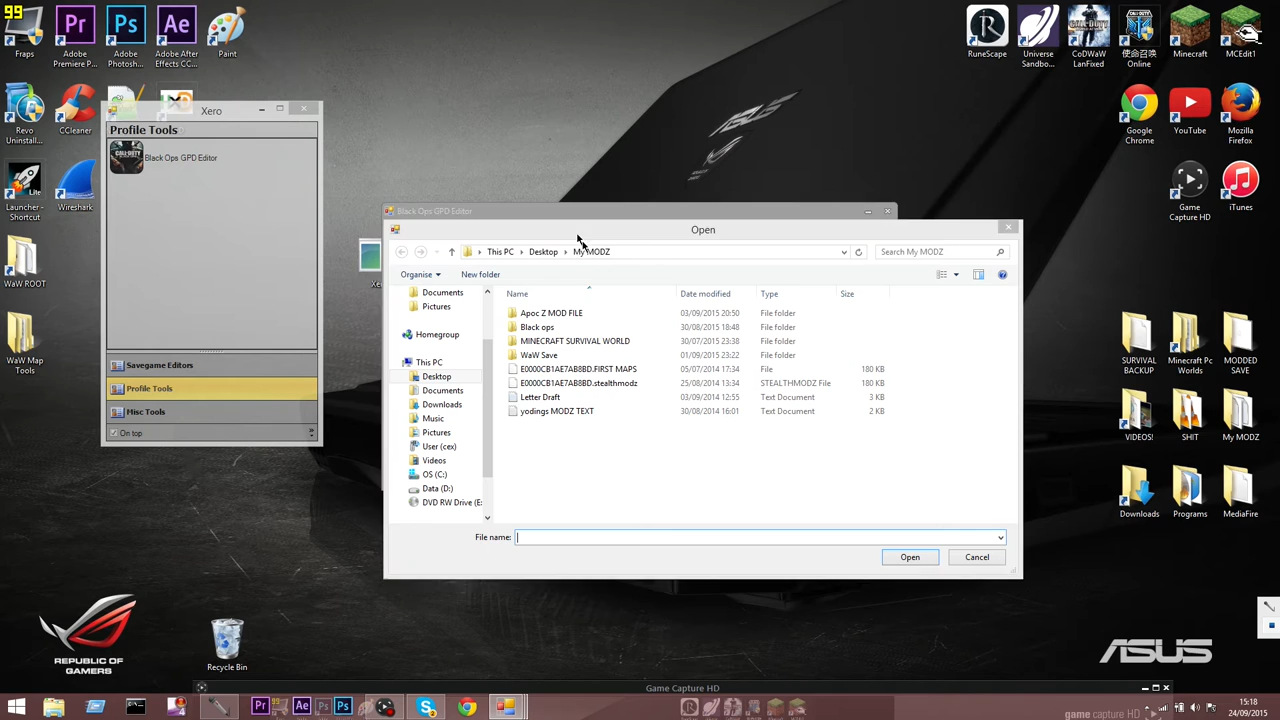 99
Fraps
Adobe Premiere P...
Adobe Photosh...
Adobe After Effects CC...
Paint
RuneScape
Universe Sandbo...
CoDWaW LanFixed
使命召唤 Online
Minecraft
MCEdit1
Revo Uninstall...
CCleaner
Xero
Profile Tools
Black Ops GPD Editor
Google Chrome
YouTube
Mozilla Firefox
Launcher - Shortcut
Wireshark
Game Capture HD
iTunes
WaW ROOT
WaW Map Tools
Black Ops GPD Editor
Open
This PC
Desktop
My MODZ
Search My MODZ
Organise
New folder
Name
Date modified
Type
Size
Documents
Pictures
Homegroup
This PC
Desktop
Documents
Downloads
Music
Pictures
User (cex)
Videos
OS (C:)
Data (D:)
DVD RW Drive (E:
Apoc Z MOD FILE 03/09/2015 20:50 File folder
Black ops 30/08/2015 18:48 File folder
MINECRAFT SURVIVAL WORLD 30/07/2015 23:38 File folder
WaW Save 01/09/2015 23:22 File folder
E0000CB1AE7AB8BD.FIRST MAPS 05/07/2014 17:34 File 180 KB
E0000CB1AE7AB8BD.stealthmodz 25/08/2014 13:34 STEALTHMODZ File 180 KB
Letter Draft 03/09/2014 12:55 Text Document 3 KB
yodings MODZ TEXT 30/08/2014 16:01 Text Document 2 KB
File name:
Open
Cancel
Savegame Editors
Profile Tools
Misc Tools
On top
SURVIVAL BACKUP
Minecraft Pc Worlds
MODDED SAVE
VIDEOS!
SHIT
My MODZ
Downloads
Programs
MediaFire
REPUBLIC OF GAMERS
Recycle Bin
ASUS
Game Capture HD
game capture HD
15:18
24/09/2015